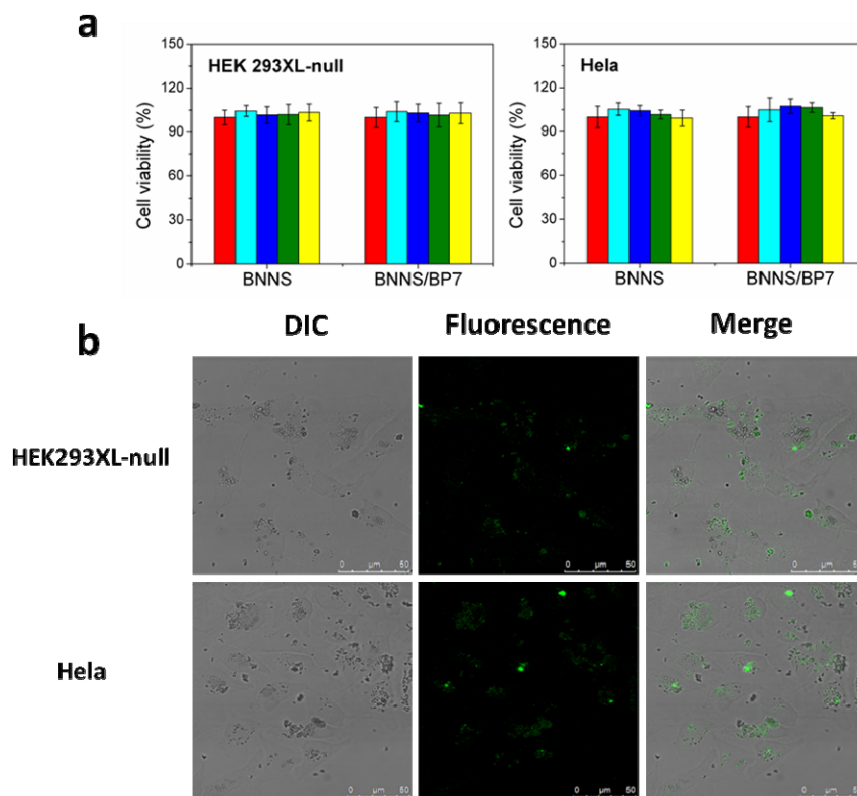 a
HEK 293XL-null
Cell viability (%)
150
120
90
60
30
0
BNNS BNNS/BP7
Hela
Cell viability (%)
150
120
90
60
30
0
BNNS BNNS/BP7
b
DIC Fluorescence Merge
HEK293XL-null
0 µm 50
0 µm 50
0 µm 50
Hela
0 µm 50
0 µm 50
0 µm 50